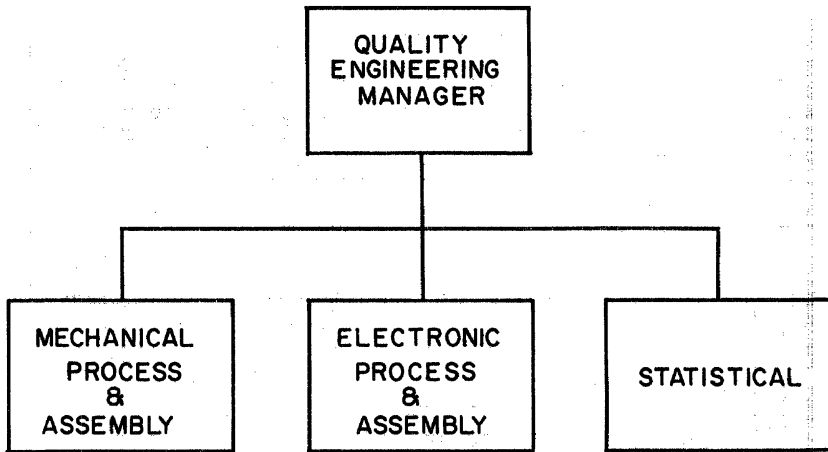 QUALITY
ENGINEERING
MANAGER
MECHANICAL
PROCESS
&
ASSEMBLY
ELECTRONIC
PROCESS
&
ASSEMBLY
STATISTICAL